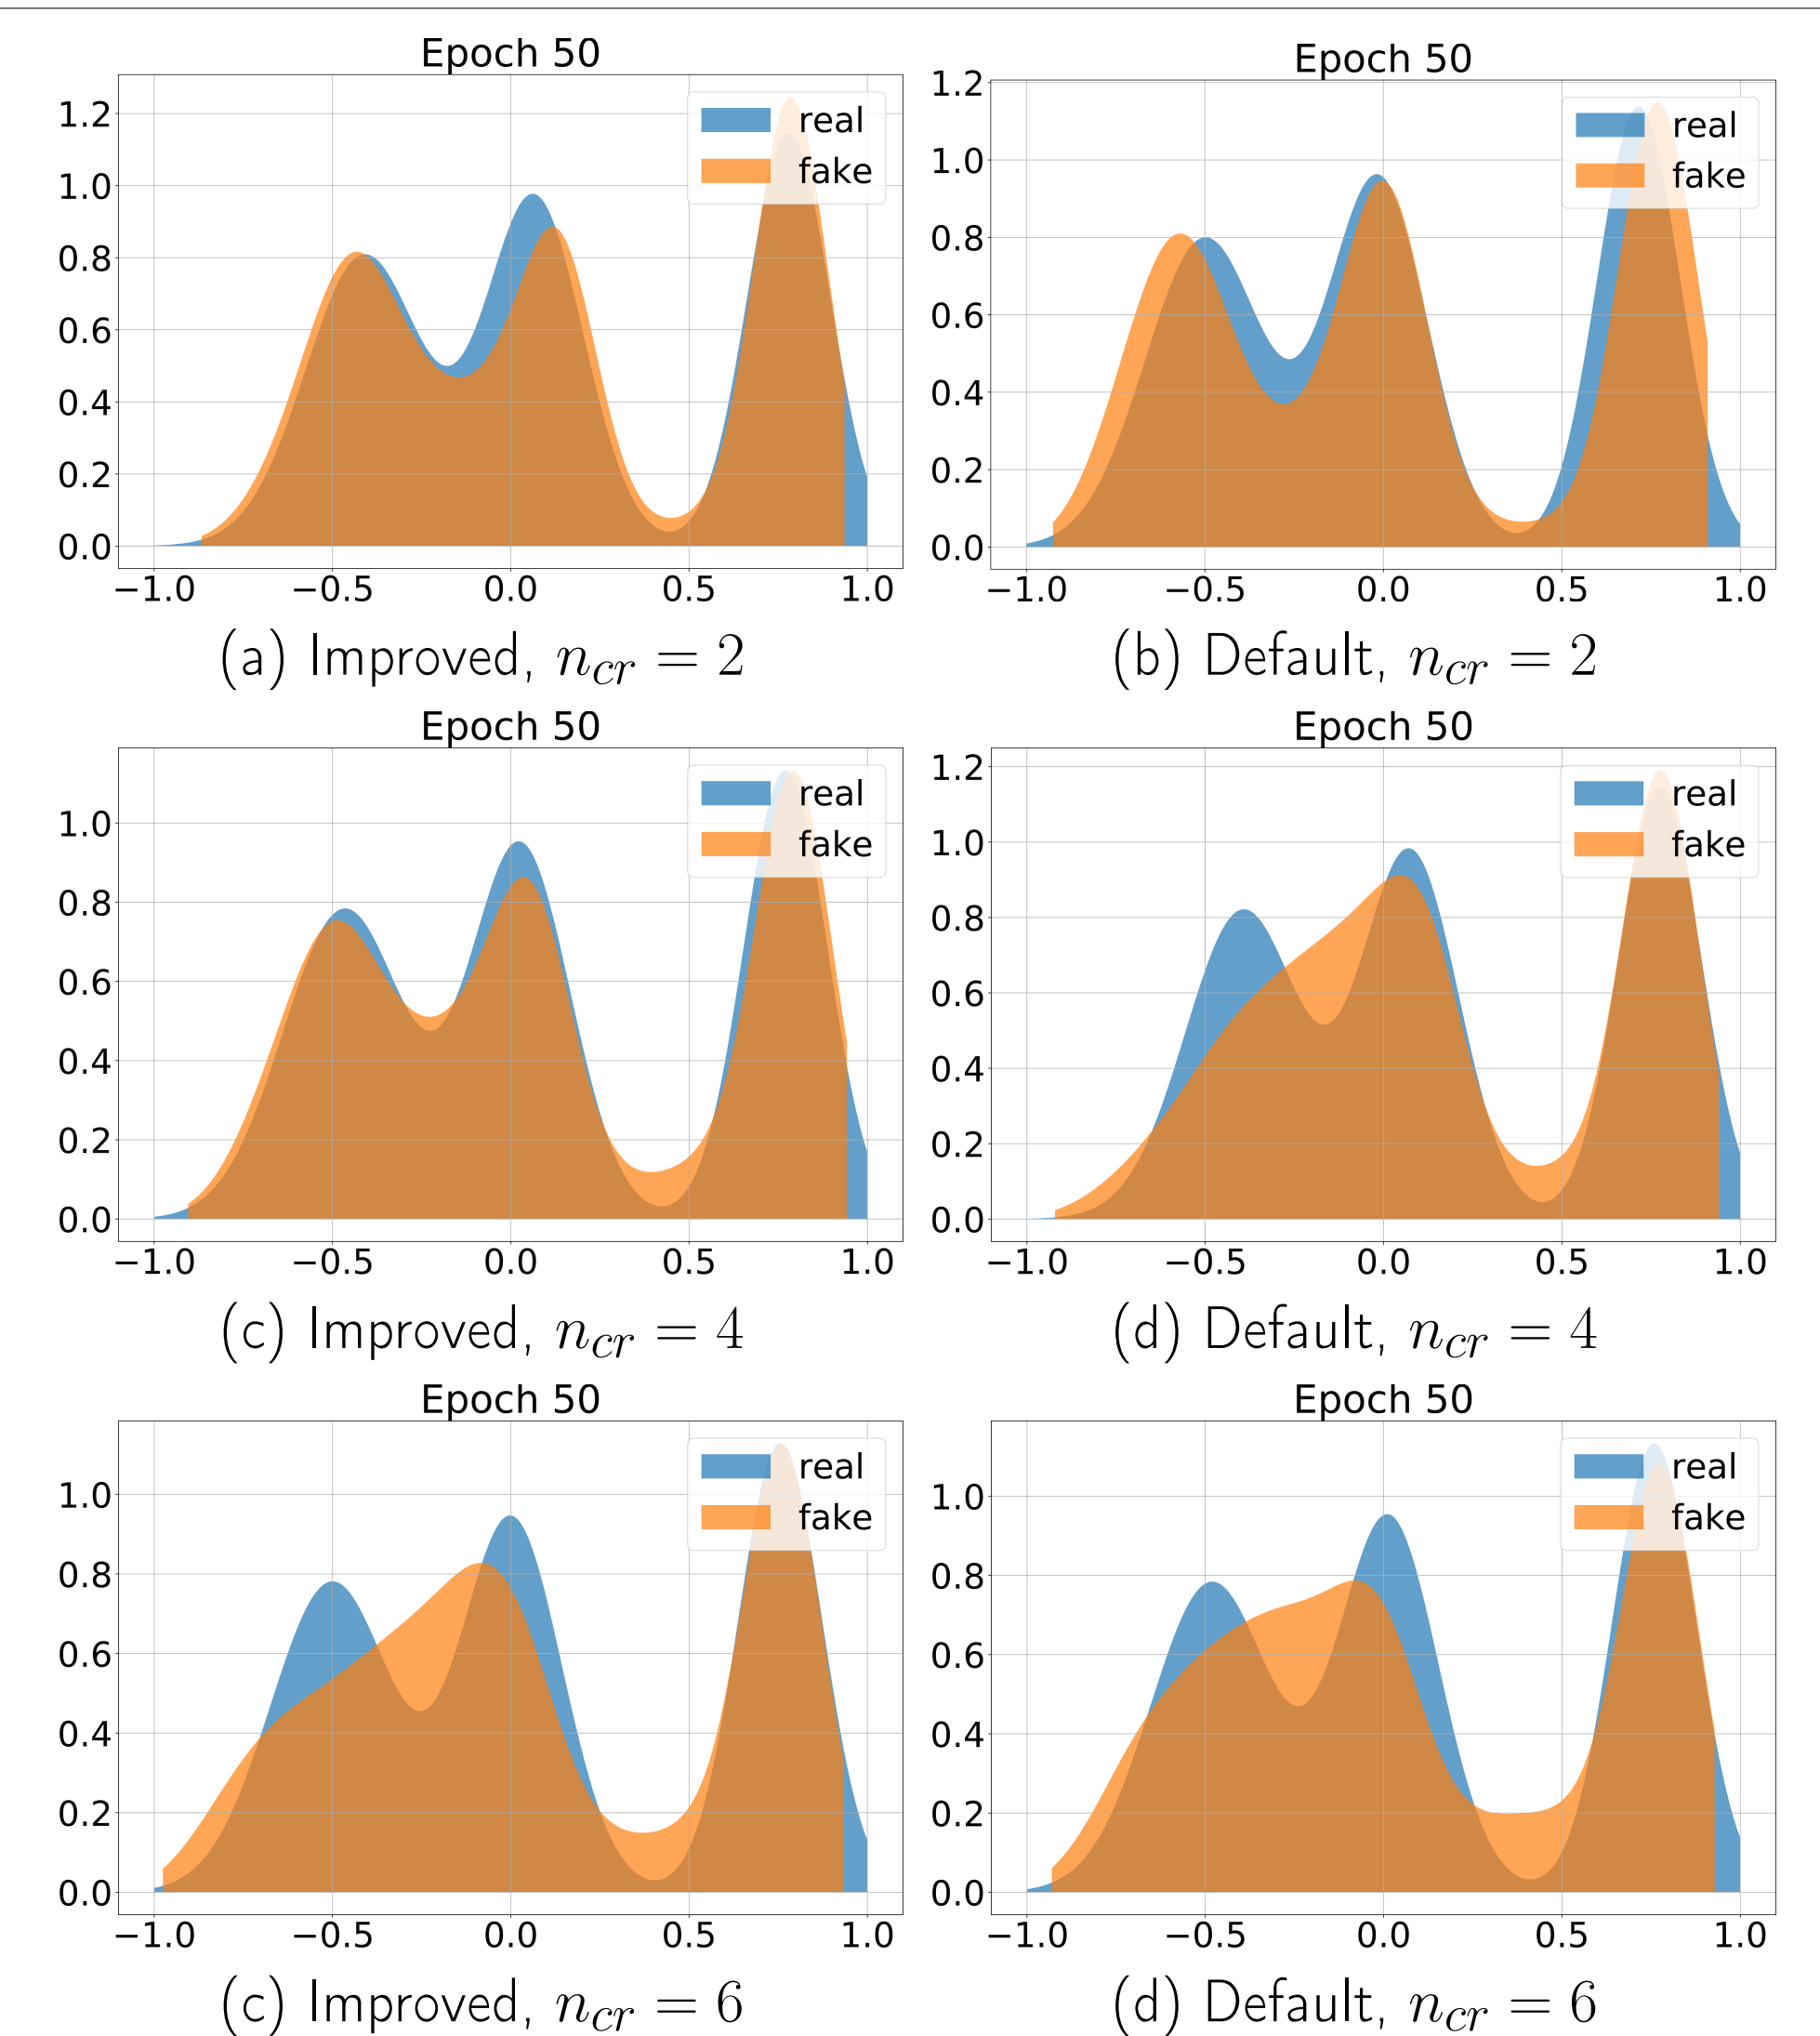 Epoch 50
1.2
1.0
0.8
0.6
0.4
0.2
0.0
−1.0 −0.5 0.0 0.5 1.0
real
fake
(a) Improved, n_cr = 2
Epoch 50
1.2
1.0
0.8
0.6
0.4
0.2
0.0
−1.0 −0.5 0.0 0.5 1.0
real
fake
(b) Default, n_cr = 2
Epoch 50
1.0
0.8
0.6
0.4
0.2
0.0
−1.0 −0.5 0.0 0.5 1.0
real
fake
(c) Improved, n_cr = 4
Epoch 50
1.2
1.0
0.8
0.6
0.4
0.2
0.0
−1.0 −0.5 0.0 0.5 1.0
real
fake
(d) Default, n_cr = 4
Epoch 50
1.0
0.8
0.6
0.4
0.2
0.0
−1.0 −0.5 0.0 0.5 1.0
real
fake
(c) Improved, n_cr = 6
Epoch 50
1.0
0.8
0.6
0.4
0.2
0.0
−1.0 −0.5 0.0 0.5 1.0
real
fake
(d) Default, n_cr = 6